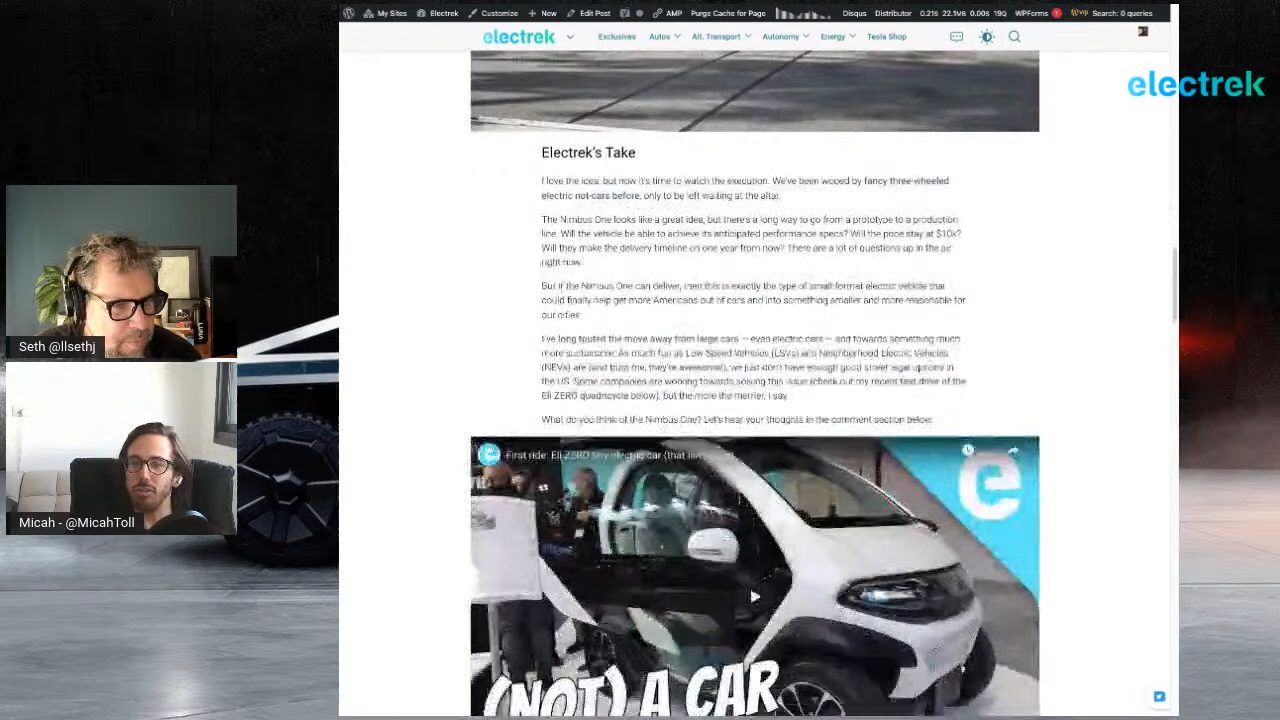 My Sites Electrek Customize + New Edit Post AMP Purge Cache for Page Disqus Distributor 0.21s 22.1MB 0.00s 19Q WPForms 1 vip Search: 0 queries
electrek Exclusives Autos Alt. Transport Autonomy Energy Tesla Shop
electrek
Electrek's Take
I love the idea, but now it's time to watch the execution. We've been wooed by fancy three-wheeled
electric not-cars before, only to be left waiting at the altar.
The Nimbus One looks like a great idea, but there's a long way to go from a prototype to a production
line. Will the vehicle be able to achieve its anticipated performance specs? Will the price stay at $10k?
Will they make the delivery timeline on one year from now? There are a lot of questions up in the air
right now.
But if the Nimbus One can deliver, then this is exactly the type of small format electric vehicle that
could finally help get more Americans out of cars and into something smaller and more reasonable for
our cities.
I've long touted the move away from large cars — even electric cars — and towards something much
more sustainable. As much fun as Low Speed Vehicles (LSVs) and Neighborhood Electric Vehicles
(NEVs) are (and trust me, they're awesome!), we just don't have enough good street legal options in
the US. Some companies are working towards solving this issue (check out my recent test drive of the
Eli ZERO quadricycle below), but the more the merrier, I say.
What do you think of the Nimbus One? Let's hear your thoughts in the comment section below.
First ride: Eli ZERO tiny electric car (that
e
(NOT) A CAR
Seth @llsethj
Micah - @MicahToll